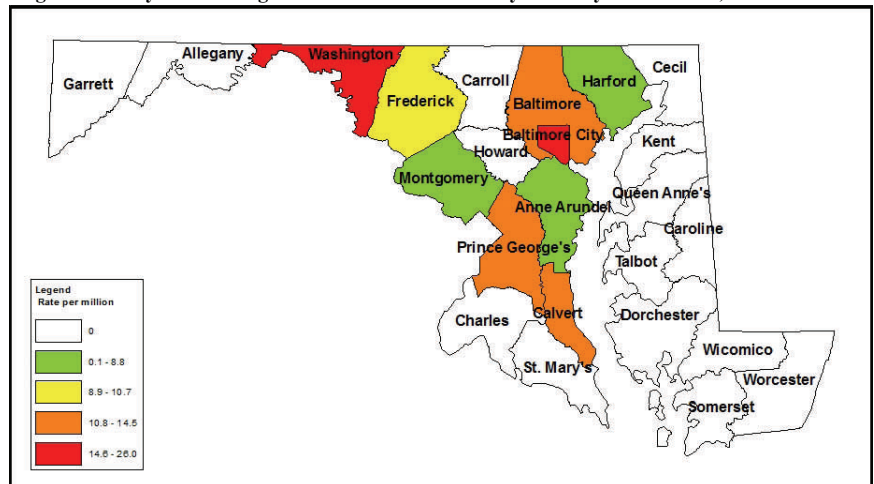 Washington
Allegany
Garrett
Carroll
Cecil
Harford
Frederick
Baltimore
Baltimore City
Kent
Howard
Montgomery
Queen Anne's
Anne Arundel
Caroline
Prince George's
Talbot
Legend
Rate per million
0
0.1 - 8.8
8.9 - 10.7
10.8 - 14.5
14.6 - 26.0
Calvert
Charles
Dorchester
Wicomico
St. Mary's
Worcester
Somerset